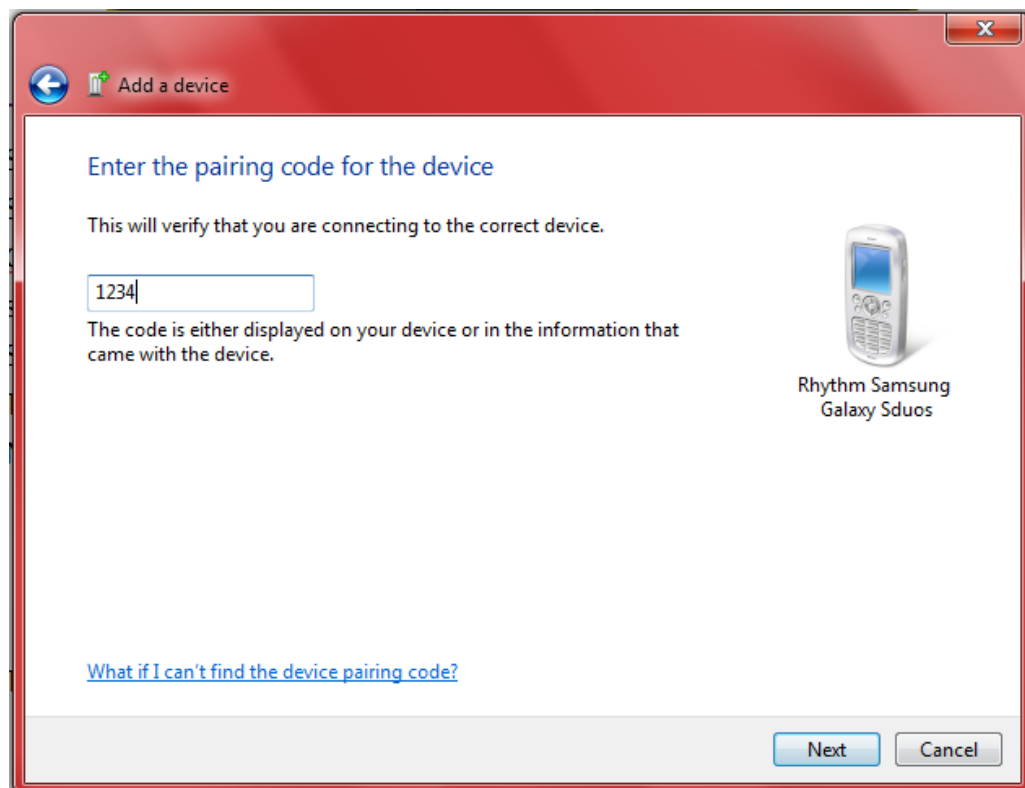 Add a device
Enter the pairing code for the device
This will verify that you are connecting to the correct device.
1234
The code is either displayed on your device or in the information that
came with the device.
Rhythm Samsung
Galaxy Sduos
What if I can't find the device pairing code?
Next
Cancel